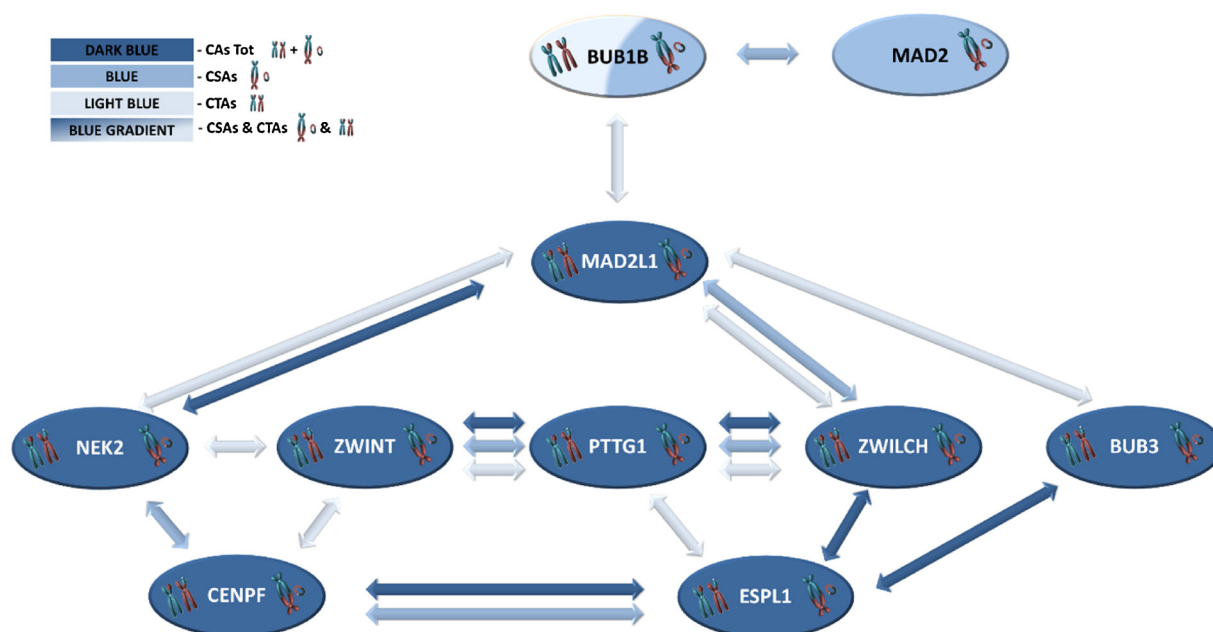 DARK BLUE - CAs Tot +
BLUE - CSAs
LIGHT BLUE - CTAs
BLUE GRADIENT - CSAs & CTAs &
BUB1B
MAD2
MAD2L1
NEK2
ZWINT
PTTG1
ZWILCH
BUB3
CENPF
ESPL1